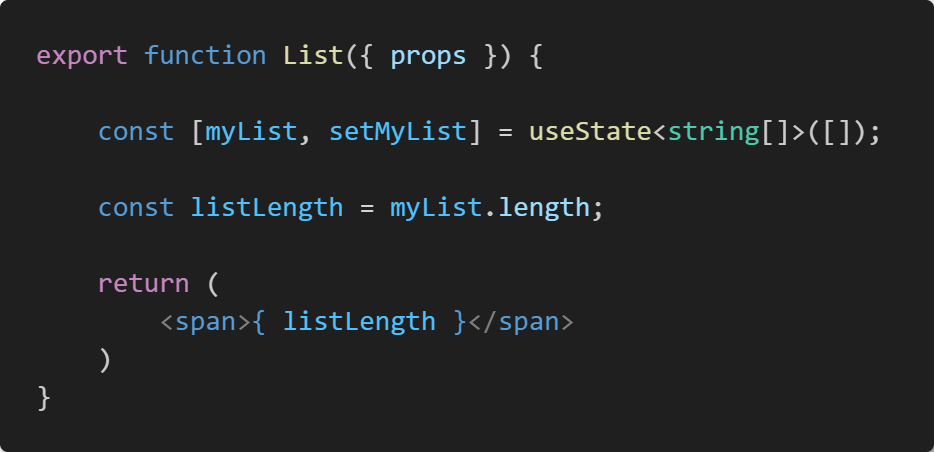 export function List({ props }) {
const [myList, setMyList] = useState<string[]>([]);
const listLength = myList.length;
return (
<span>{ listLength }</span>
)
}